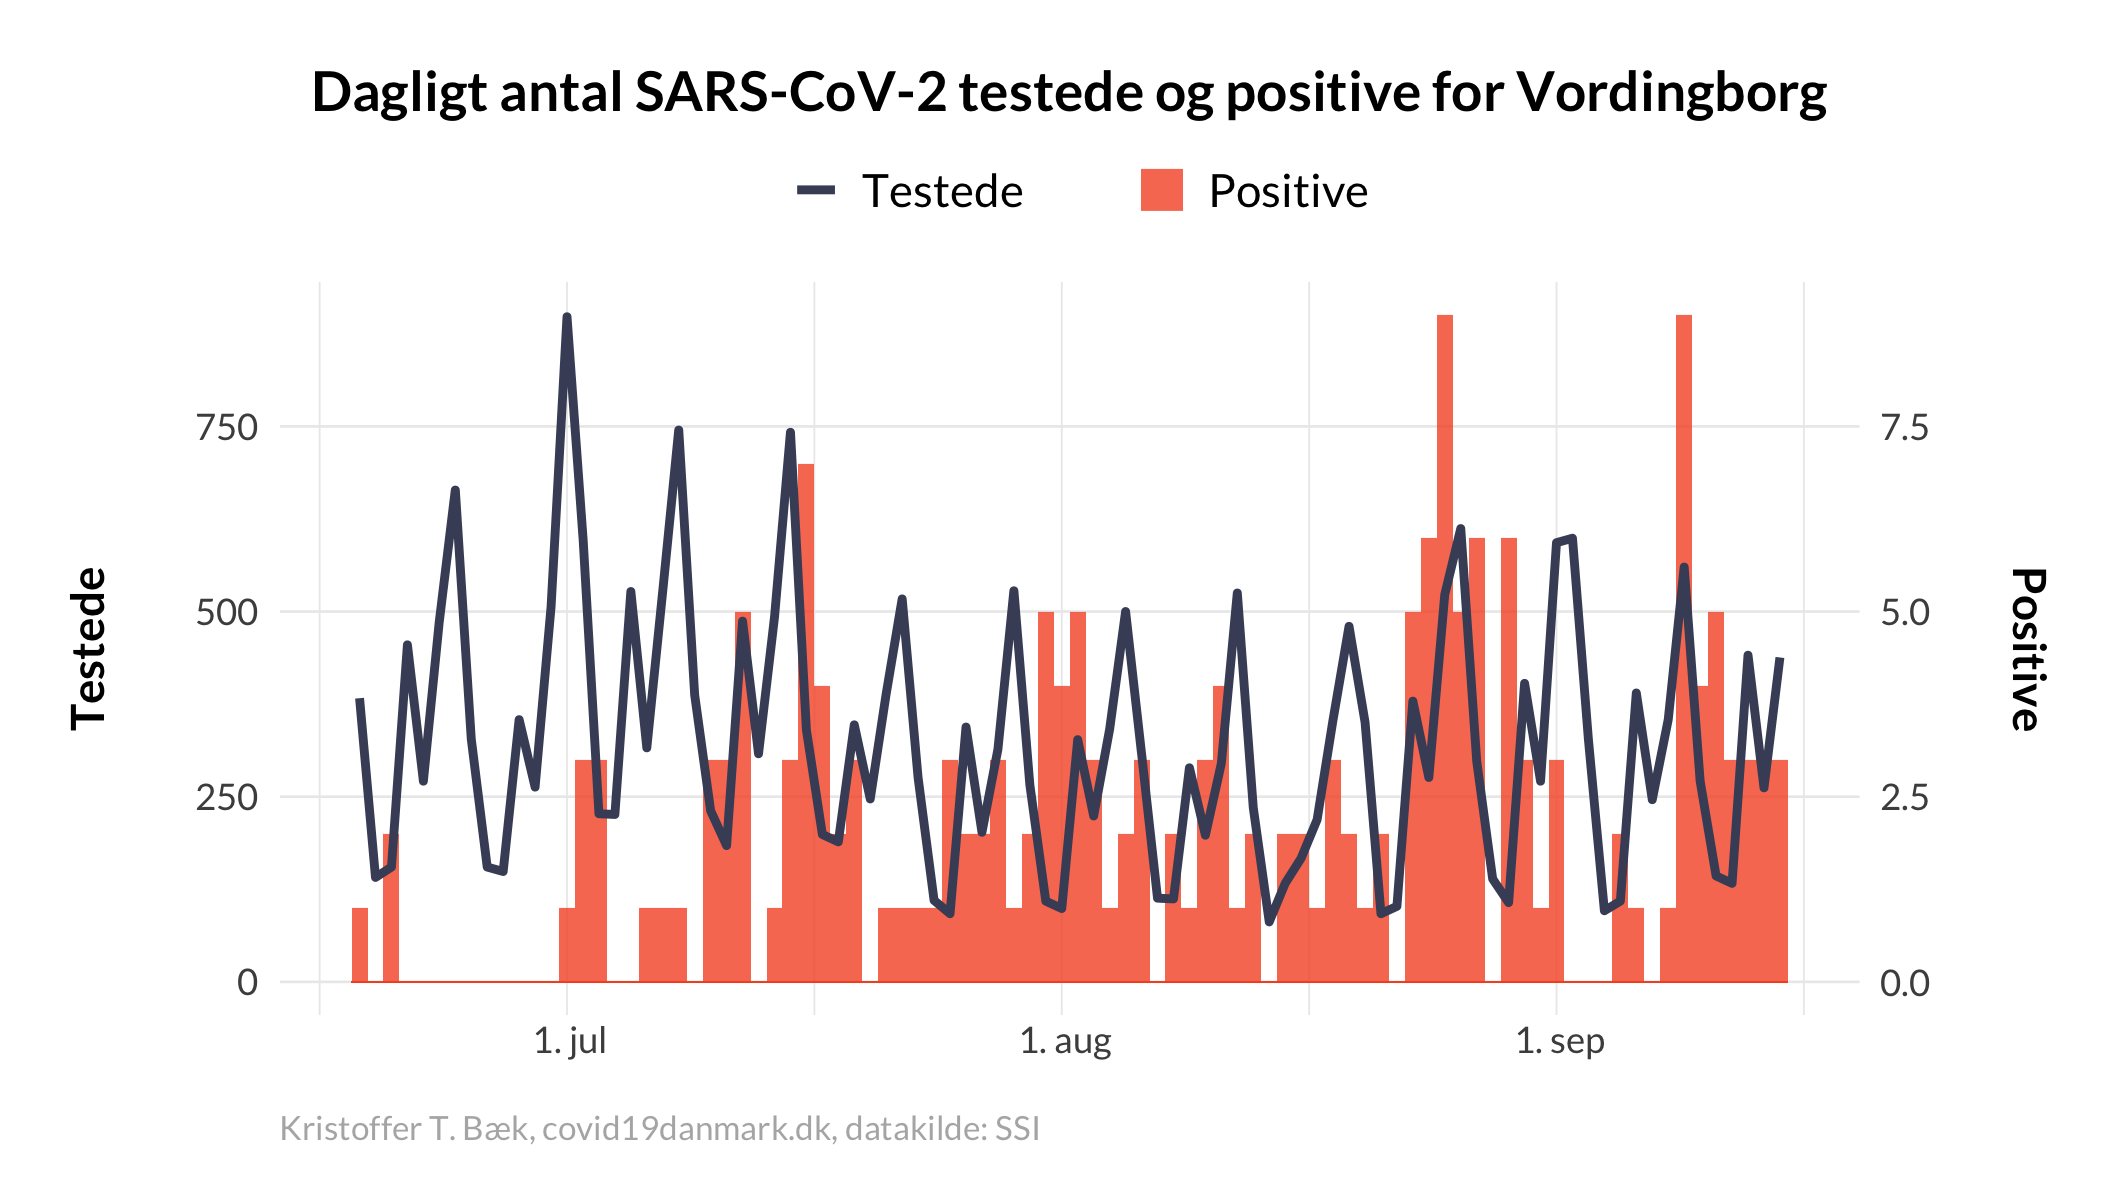 Dagligt antal SARS-CoV-2 testede og positive for Vordingborg
Testede
Positive
750
500
250
0
7.5
5.0
2.5
0.0
Testede
Positive
1. jul
1. aug
1. sep
Kristoffer T. Bæk, covid19danmark.dk, datakilde: SSI